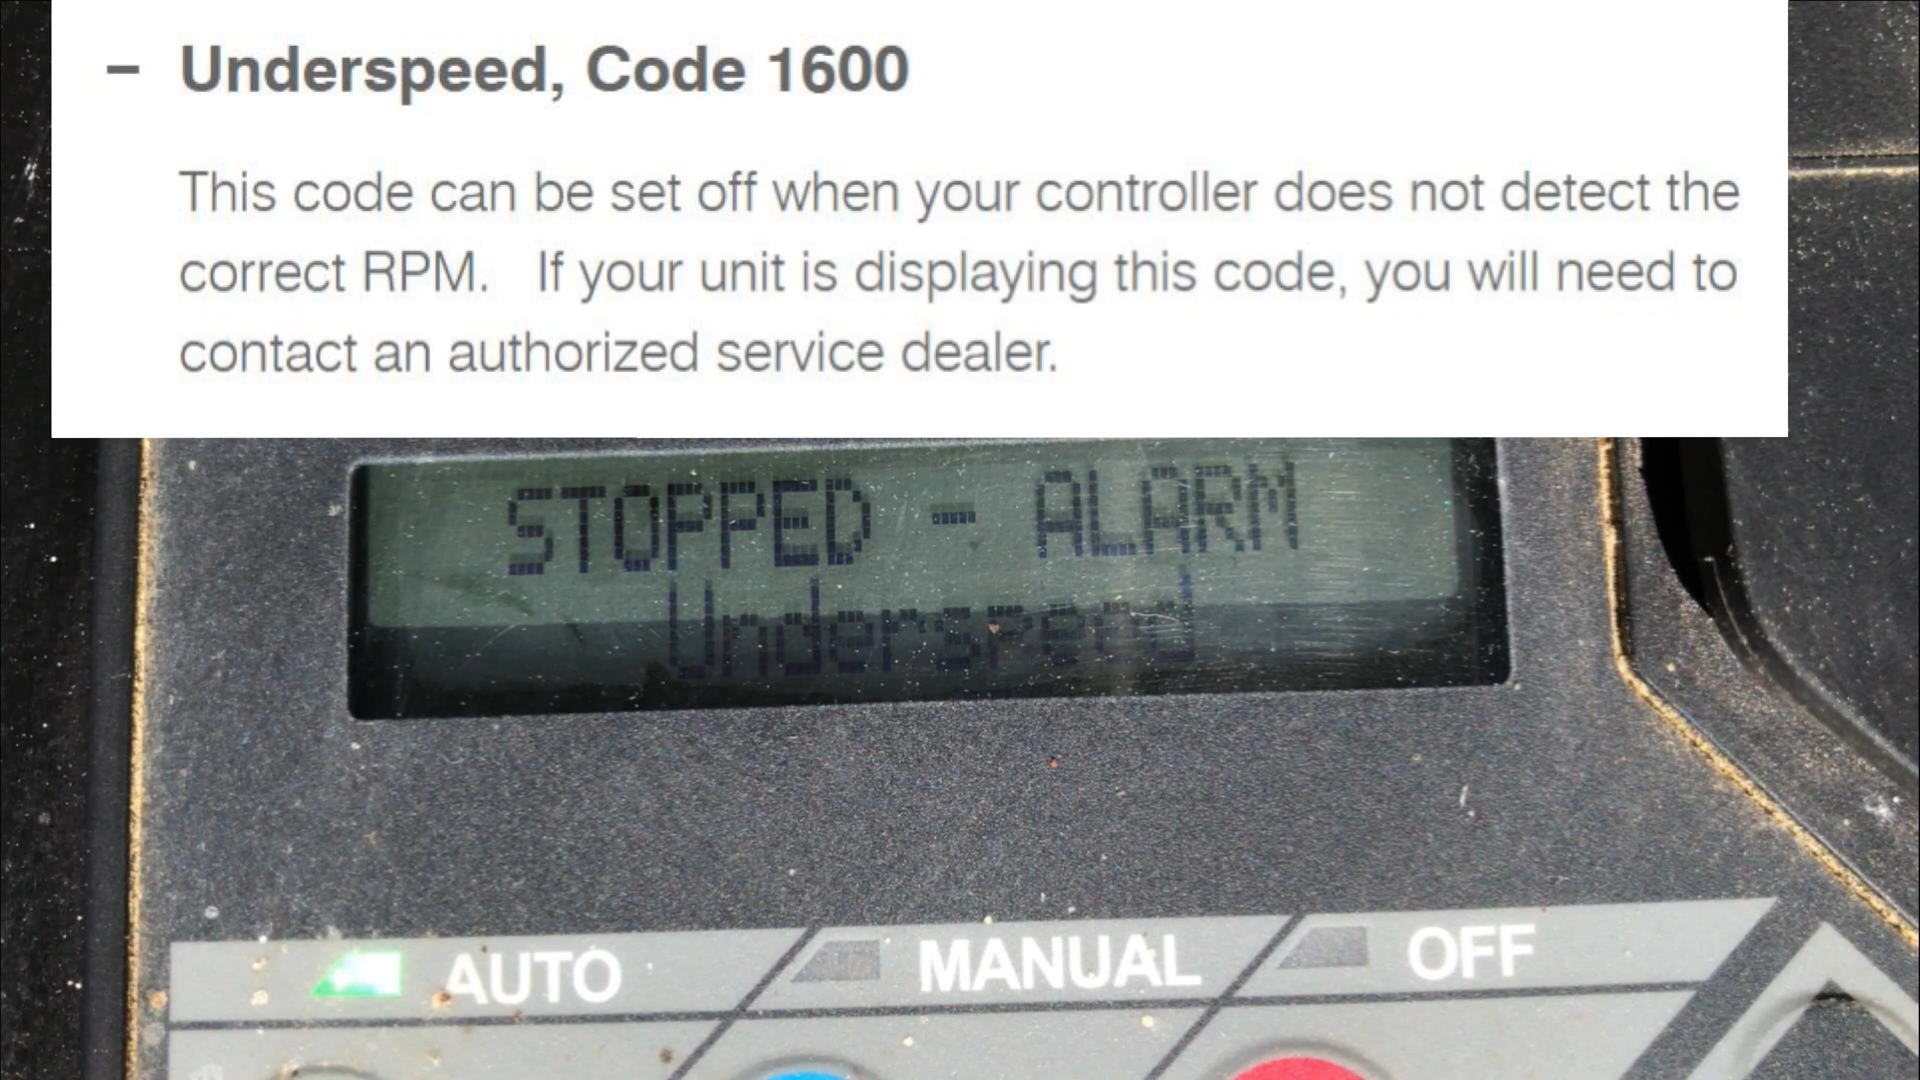 – Underspeed, Code 1600
This code can be set off when your controller does not detect the
correct RPM. If your unit is displaying this code, you will need to
contact an authorized service dealer.
STOPPED - ALARM
Underspeed
AUTO
MANUAL
OFF